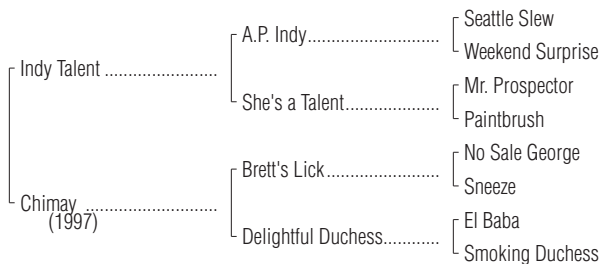 Seattle Slew
A.P. Indy..............................
Weekend Surprise
Indy Talent ..........................
Mr. Prospector
She's a Talent......................
Paintbrush
No Sale George
Brett's Lick..........................
Sneeze
Chimay ..............................
(1997)
El Baba
Delightful Duchess.............
Smoking Duchess